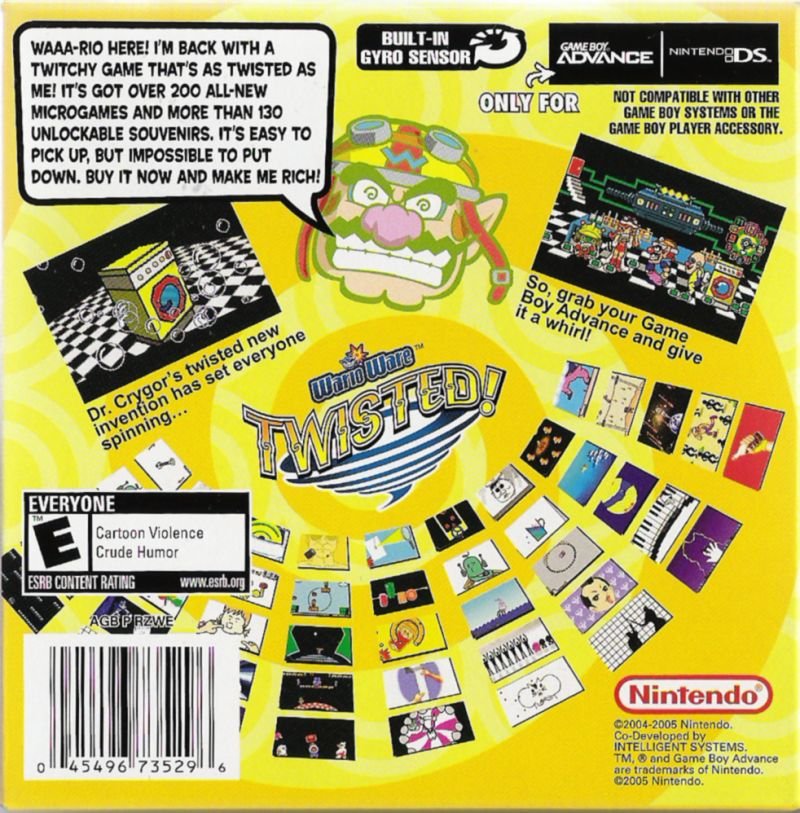 WAAA-RIO HERE! I'M BACK WITH A
TWITCHY GAME THAT'S AS TWISTED AS
ME! IT'S GOT OVER 200 ALL-NEW
MICROGAMES AND MORE THAN 130
UNLOCKABLE SOUVENIRS. IT'S EASY TO
PICK UP, BUT IMPOSSIBLE TO PUT
DOWN. BUY IT NOW AND MAKE ME RICH!
BUILT-IN
GYRO SENSOR
ONLY FOR
GAME BOY
ADVANCE
NINTENDO DS™
NOT COMPATIBLE WITH OTHER
GAME BOY SYSTEMS OR THE
GAME BOY PLAYER ACCESSORY.
Dr. Crygor's twisted new
invention has set everyone
spinning...
So, grab your Game
Boy Advance and give
it a whirl!
WarioWare™
TWISTED!
EVERYONE
TM
E
Cartoon Violence
Crude Humor
ESRB CONTENT RATING www.esrb.org
AGB P RZWE
0 45496 73529 6
Nintendo®
©2004-2005 Nintendo.
Co-Developed by
INTELLIGENT SYSTEMS.
TM, ® and Game Boy Advance
are trademarks of Nintendo.
©2005 Nintendo.